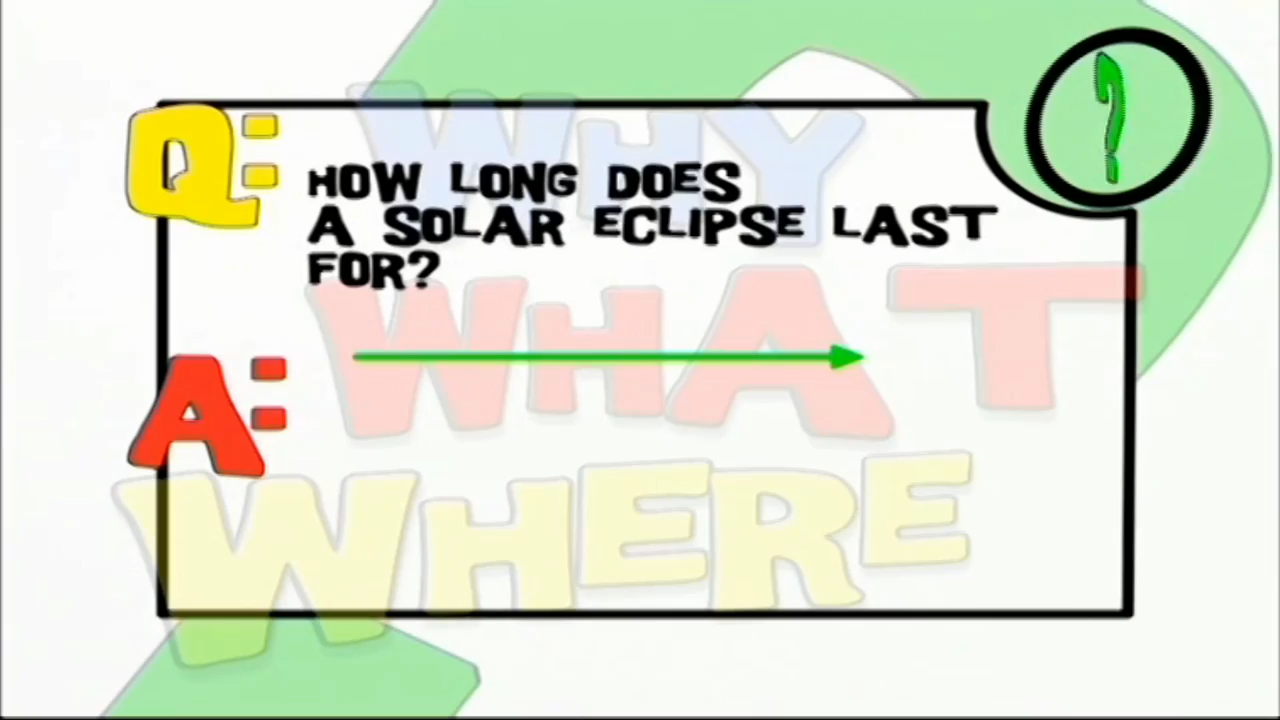 Q:
HOW LONG DOES
A SOLAR ECLIPSE LAST
FOR?
A:
WHY
WHAT
WHERE
?